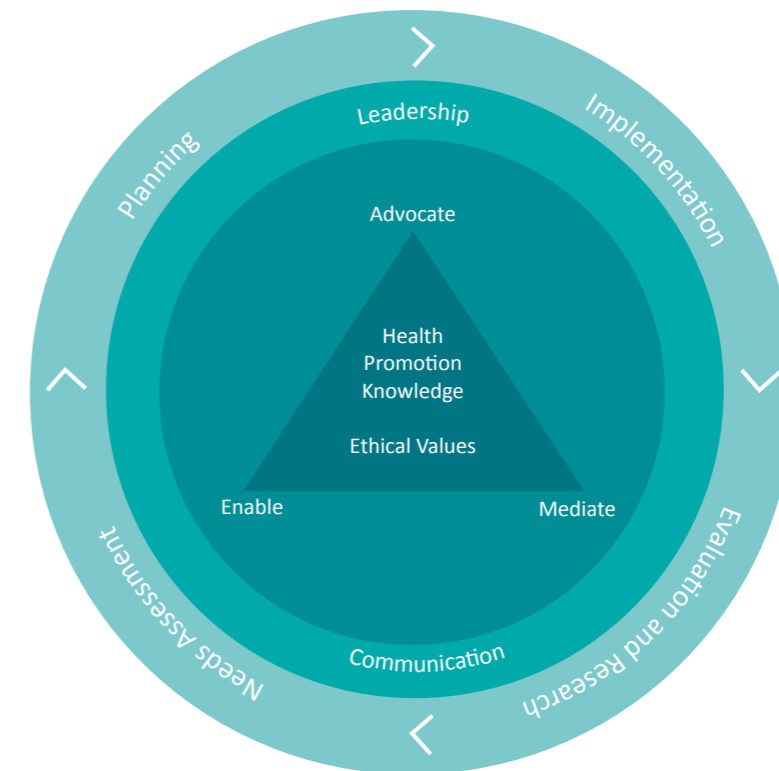 Planning
Implementation
Leadership
Advocate
Health
Promotion
Knowledge
Ethical Values
Enable
Mediate
Needs Assessment
Evaluation and Research
Communication